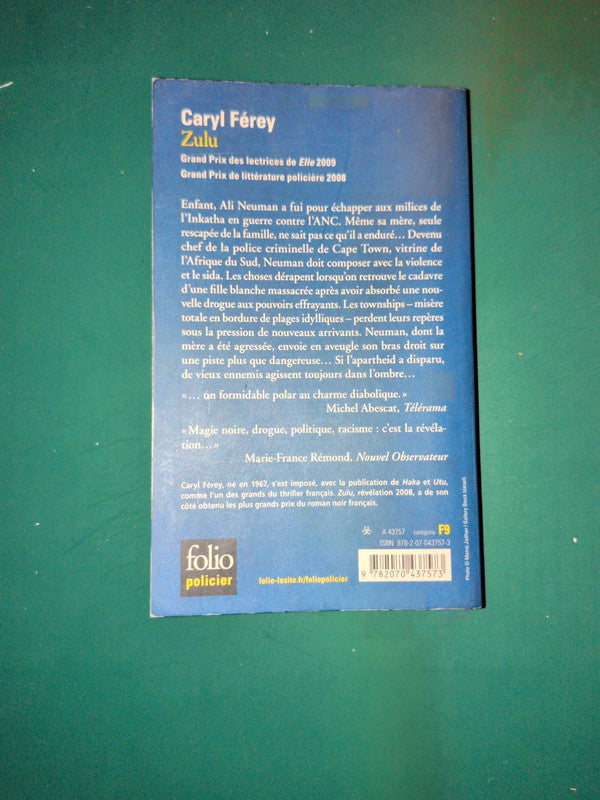 Caryl Férey
Zulu
Grand Prix des lectrices de Elle 2009
Grand Prix de littérature policière 2008
Enfant, Ali Neuman a fui pour échapper aux milices de
l'Inkatha en guerre contre l'ANC. Même sa mère, seule
rescapée de la famille, ne sait pas ce qu'il a enduré… Devenu
chef de la police criminelle de Cape Town, vitrine de
l'Afrique du Sud, Neuman doit composer avec la violence
et le sida. Les choses dérapent lorsqu'on retrouve le cadavre
d'une fille blanche massacrée après avoir absorbé une nou-
velle drogue aux pouvoirs effrayants. Les townships – misère
totale en bordure de plages idylliques – perdent leurs repères
sous la pression de nouveaux arrivants. Neuman, dont la
mère a été agressée, envoie en aveugle son bras droit sur
une piste plus que dangereuse… Si l'apartheid a disparu,
de vieux ennemis agissent toujours dans l'ombre…
« … un formidable polar au charme diabolique. »
Michel Abescat, Télérama
« Magie noire, drogue, politique, racisme : c'est la révéla-
tion… »
Marie-France Rémond, Nouvel Observateur
Caryl Férey, né en 1967, s'est imposé, avec la publication de Haka et Utu,
comme l'un des grands du thriller français. Zulu, révélation 2008, a de son
côté obtenu les plus grands prix du roman noir français.
A 43757 catégorie F9
ISBN 978-2-07-043757-3
9 782070 437573
folio
policier
folio-lesite.fr/foliopolicier